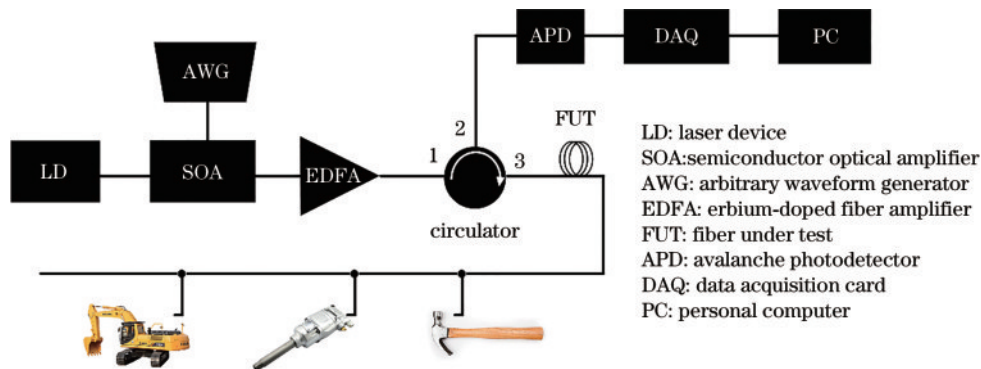 APD
DAQ
PC
AWG
FUT
2
LD
SOA
EDFA
1
3
circulator
LD: laser device
SOA:semiconductor optical amplifier
AWG: arbitrary waveform generator
EDFA: erbium-doped fiber amplifier
FUT: fiber under test
APD: avalanche photodetector
DAQ: data acquisition card
PC: personal computer